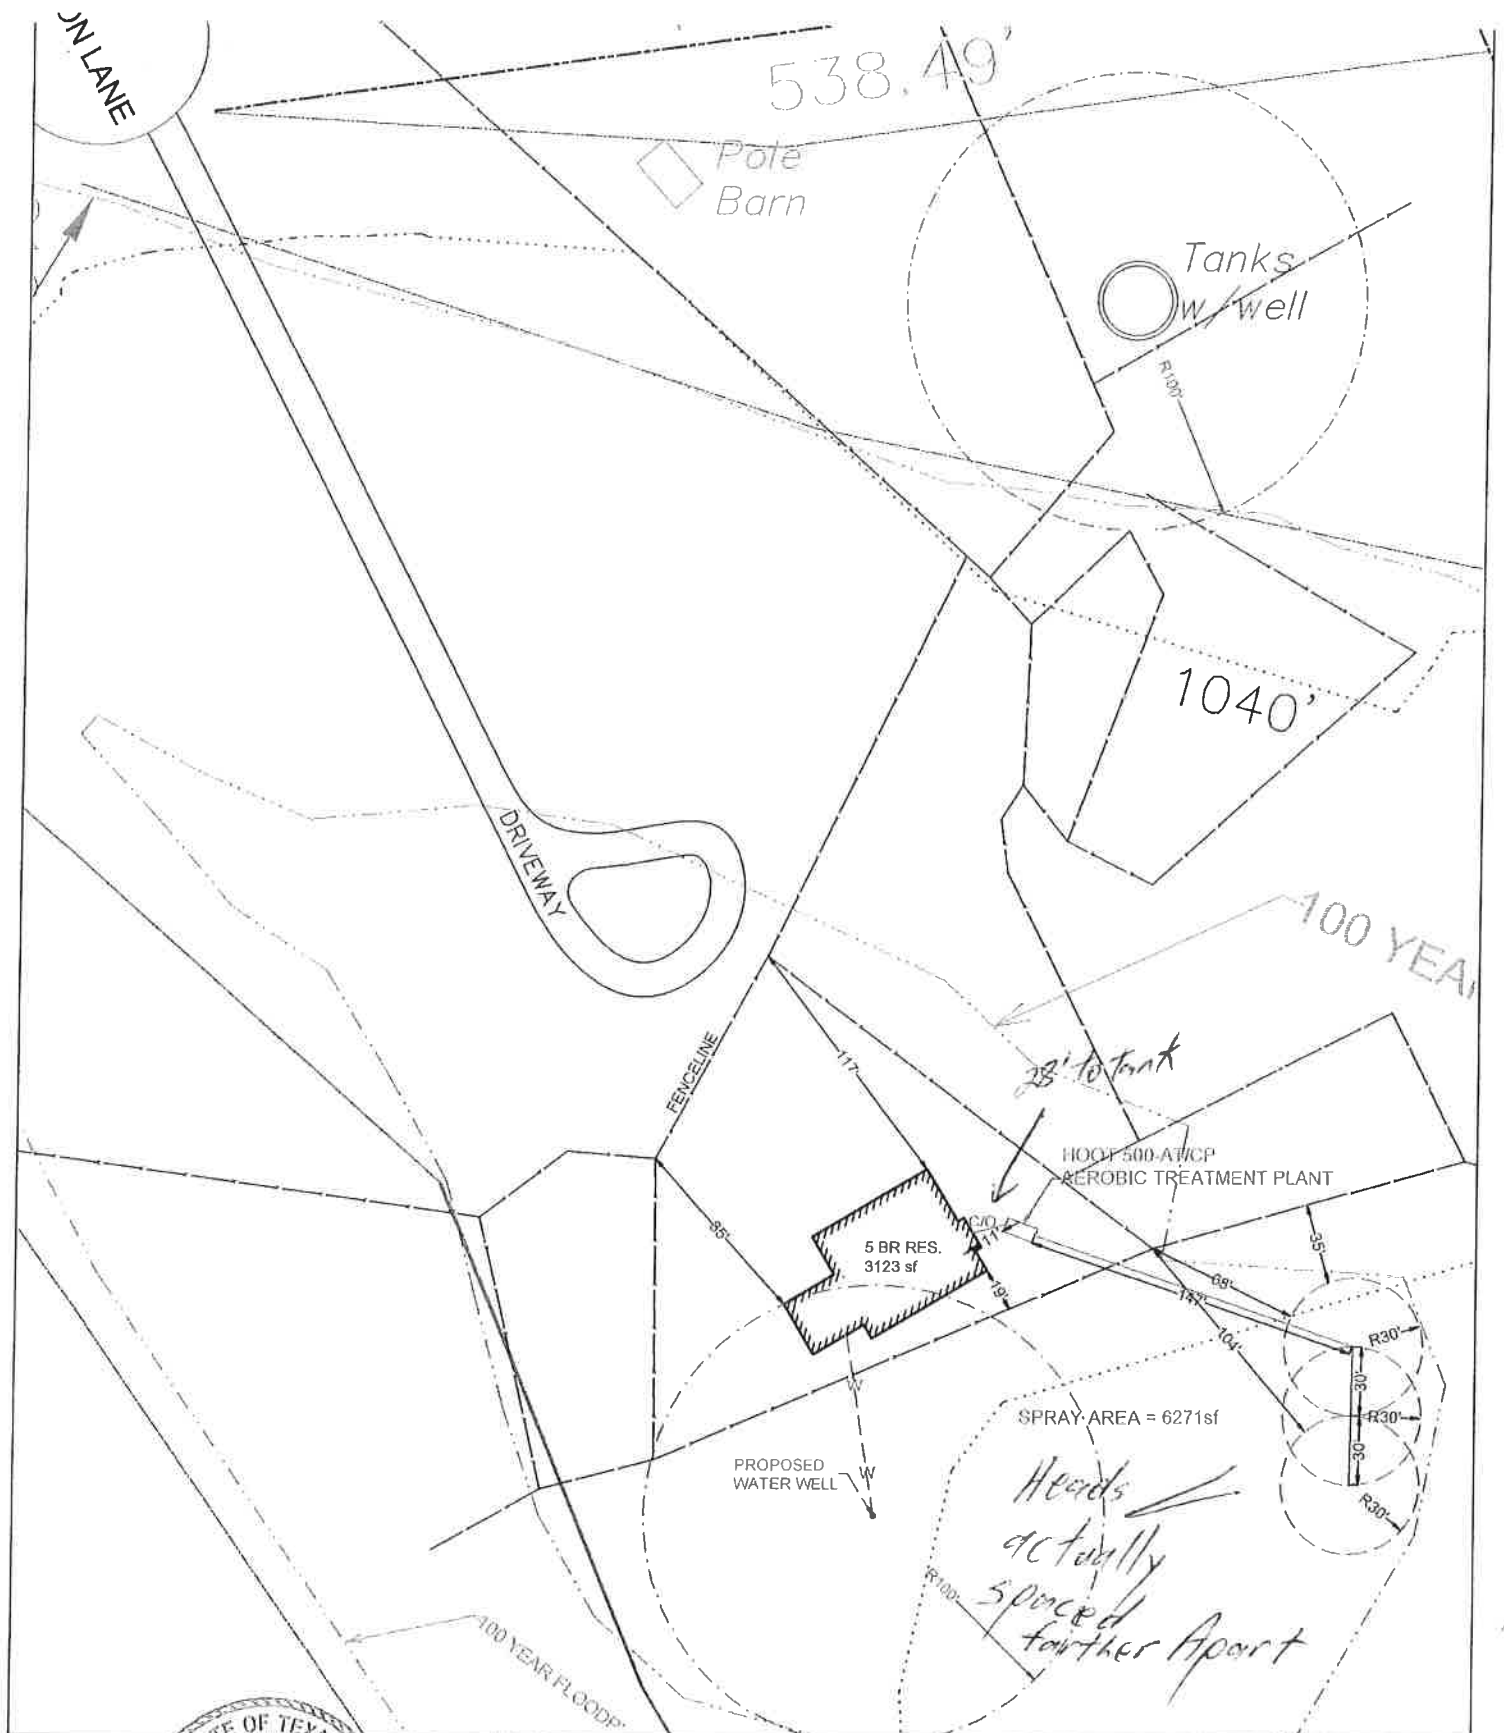 ON LANE
538.49'
Pole
Barn
Tanks
w/well
R100'
1040'
DRIVEWAY
100 YEA
FENCELINE
117'
28' to Tank
HOOT 500-AT/CP
AEROBIC TREATMENT PLANT
C/O
11'
85'
5 BR RES.
3123 sf
19'
35'
68'
147'
104'
R30'
30'
R30'
30'
R30'
SPRAY AREA = 6271sf
W
W
PROPOSED
WATER WELL
Heads
actually
spaced
farther Apart
R100'
100 YEAR FLOODP
TE OF TEXA